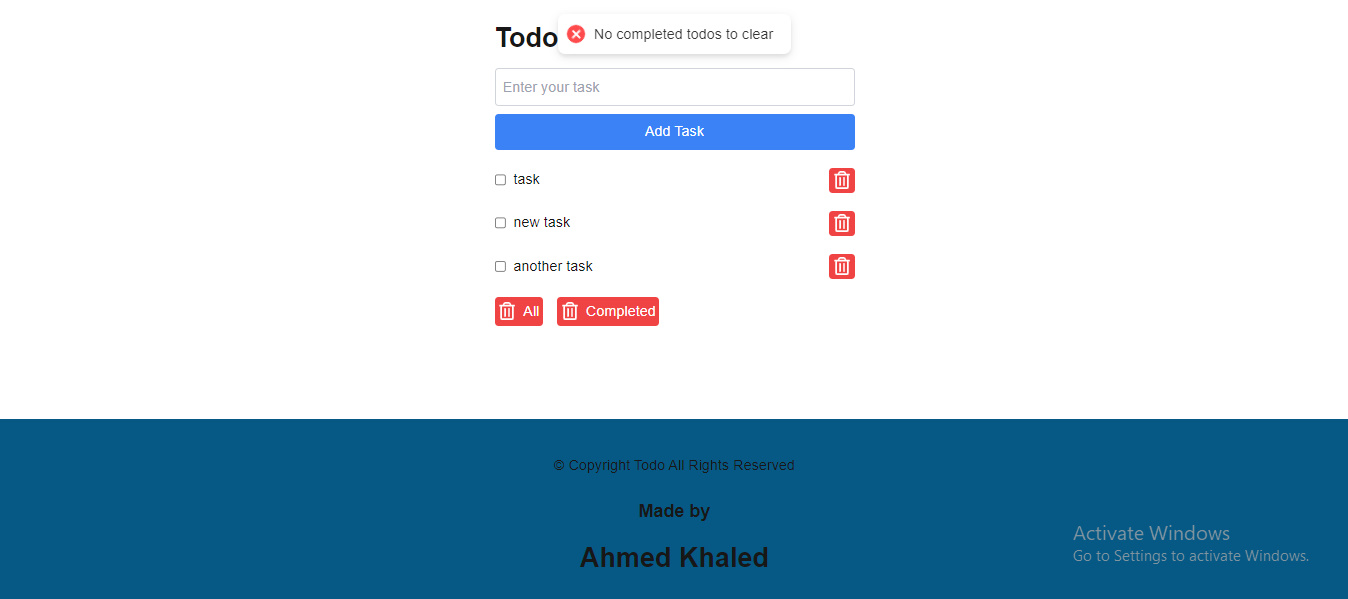 Todo
No completed todos to clear
Enter your task
Add Task
task
new task
another task
All Completed
© Copyright Todo All Rights Reserved
Made by
Ahmed Khaled
Activate Windows
Go to Settings to activate Windows.